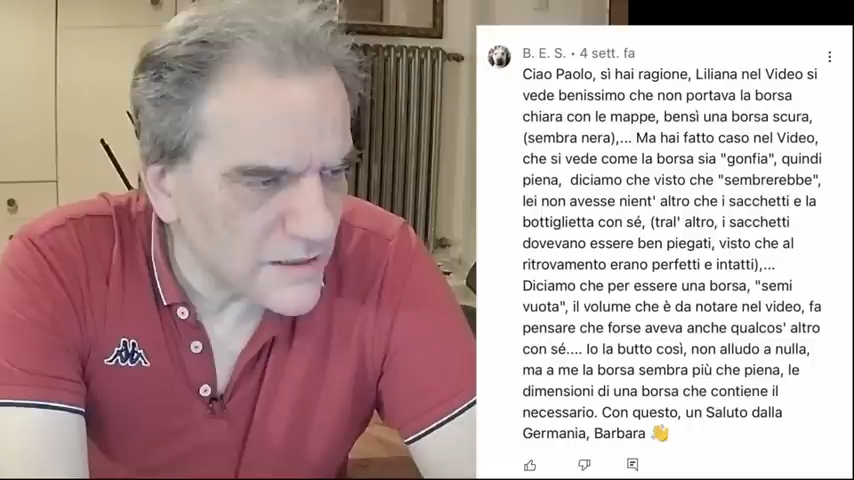 B. E. S. • 4 sett. fa
Ciao Paolo, sì hai ragione, Liliana nel Video si
vede benissimo che non portava la borsa
chiara con le mappe, bensì una borsa scura,
(sembra nera),... Ma hai fatto caso nel Video,
che si vede come la borsa sia "gonfia", quindi
piena, diciamo che visto che "sembrerebbe",
lei non avesse nient' altro che i sacchetti e la
bottiglietta con sé, (tral' altro, i sacchetti
dovevano essere ben piegati, visto che al
ritrovamento erano perfetti e intatti),...
Diciamo che per essere una borsa, "semi
vuota", il volume che è da notare nel video, fa
pensare che forse aveva anche qualcos' altro
con sé.... Io la butto così, non alludo a nulla,
ma a me la borsa sembra più che piena, le
dimensioni di una borsa che contiene il
necessario. Con questo, un Saluto dalla
Germania, Barbara 👋